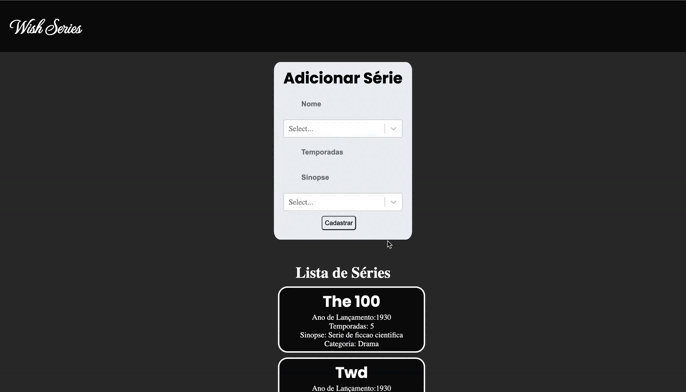 Wish Series
Adicionar Série
Nome
Select...
Temporadas
Sinopse
Select...
Cadastrar
Lista de Séries
The 100
Ano de Lançamento:1930
Temporadas: 5
Sinopse: Serie de ficcao cientifica
Categoria: Drama
Twd
Ano de Lançamento:1930